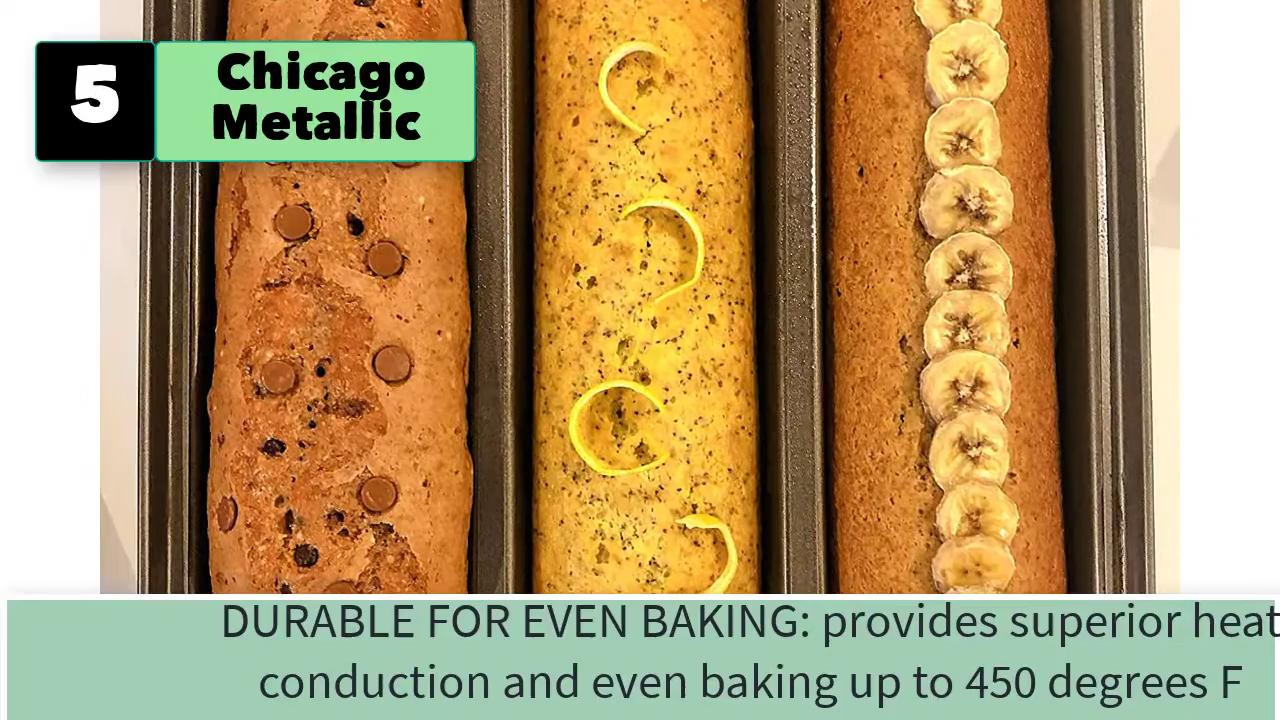 5
Chicago
Metallic
DURABLE FOR EVEN BAKING: provides superior heat
conduction and even baking up to 450 degrees F